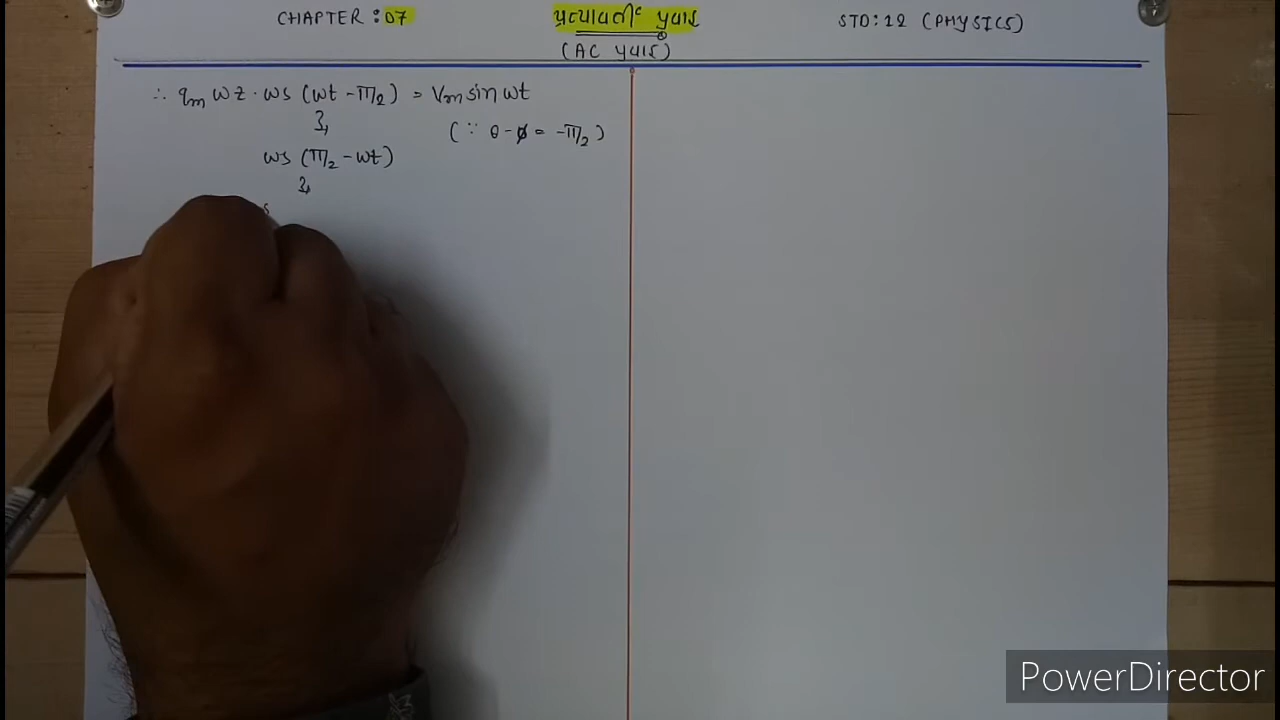 CHAPTER : 07
પ્રત્યાવર્તી પ્રવાહ
STD : 12 (PHYSICS)
(AC પ્રવાહ)
∴ qm ωz · cos (ωt - π/2) = Vm sin ωt
(∵ θ - ϕ = -π/2)
cos (π/2 - ωt)
PowerDirector